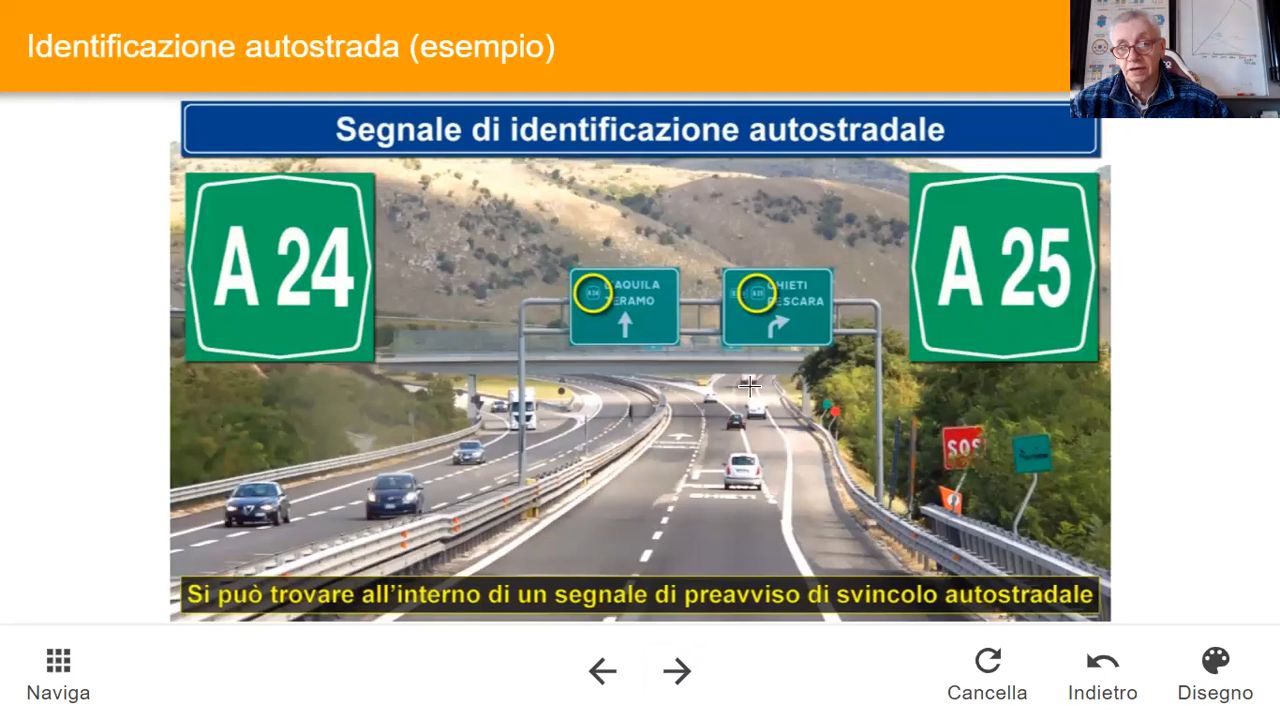 Identificazione autostrada (esempio)
Segnale di identificazione autostradale
A 24
A 25
L'AQUILA
TERAMO
CHIETI
PESCARA
SOS
CHIETI
Si può trovare all'interno di un segnale di preavviso di svincolo autostradale
Naviga
Cancella
Indietro
Disegno